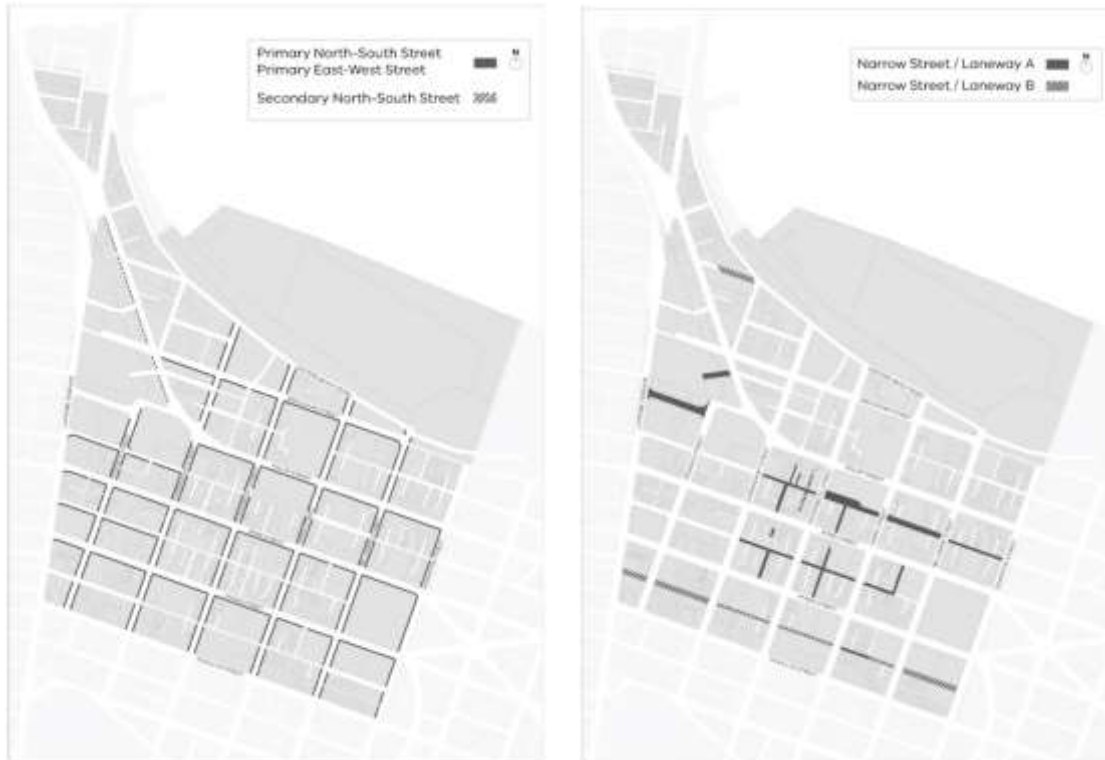 Primary North-South Street
Primary East-West Street
Secondary North-South Street
N
Narrow Street / Laneway A
Narrow Street / Laneway B
N